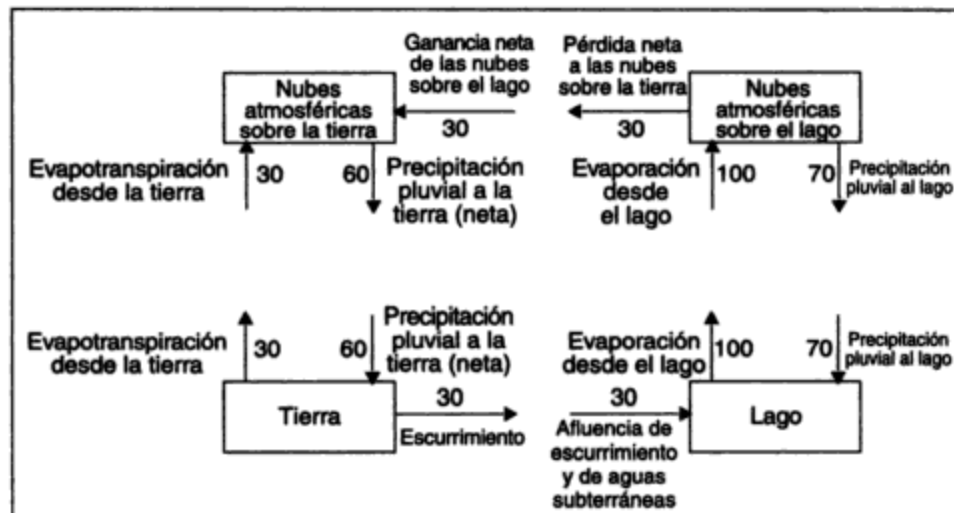 Ganancia neta
de las nubes
sobre el lago
Pérdida neta
a las nubes
sobre la tierra
Nubes
atmosféricas
sobre la tierra
30
30
Nubes
atmosféricas
sobre el lago
Evapotranspiración
desde la tierra
30
60
Precipitación
pluvial a la
tierra (neta)
Evaporación
desde
el lago
100
70
Precipitación
pluvial al lago
Evapotranspiración
desde la tierra
30
60
Precipitación
pluvial a la
tierra (neta)
Evaporación
desde el lago
100
70
Precipitación
pluvial al lago
Tierra
30
Escurrimiento
30
Afluencia de
escurrimiento
y de aguas
subterráneas
Lago